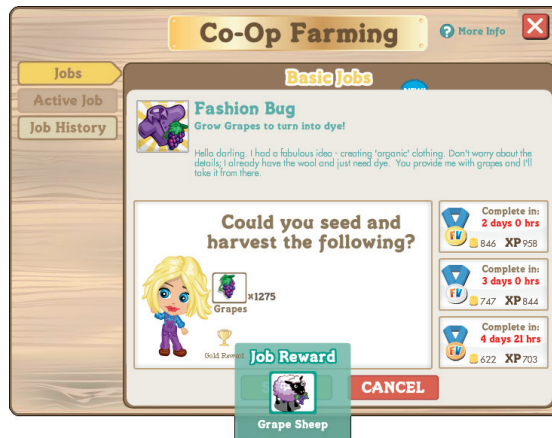 Co-Op Farming
? More Info
X
Jobs
Active Job
Job History
Basic Jobs
Fashion Bug
Grow Grapes to turn into dye!
Hello darling. I had a fabulous idea - creating 'organic' clothing. Don't worry about the
details; I already have the wool and just need dye. You provide me with grapes and I'll
take it from there.
Could you seed and
harvest the following?
x1275
Grapes
Gold Reward
Complete in:
2 days 0 hrs
FV 846 XP 958
Complete in:
3 days 0 hrs
FV 747 XP 844
Complete in:
4 days 21 hrs
FV 622 XP 703
Job Reward
Grape Sheep
CANCEL